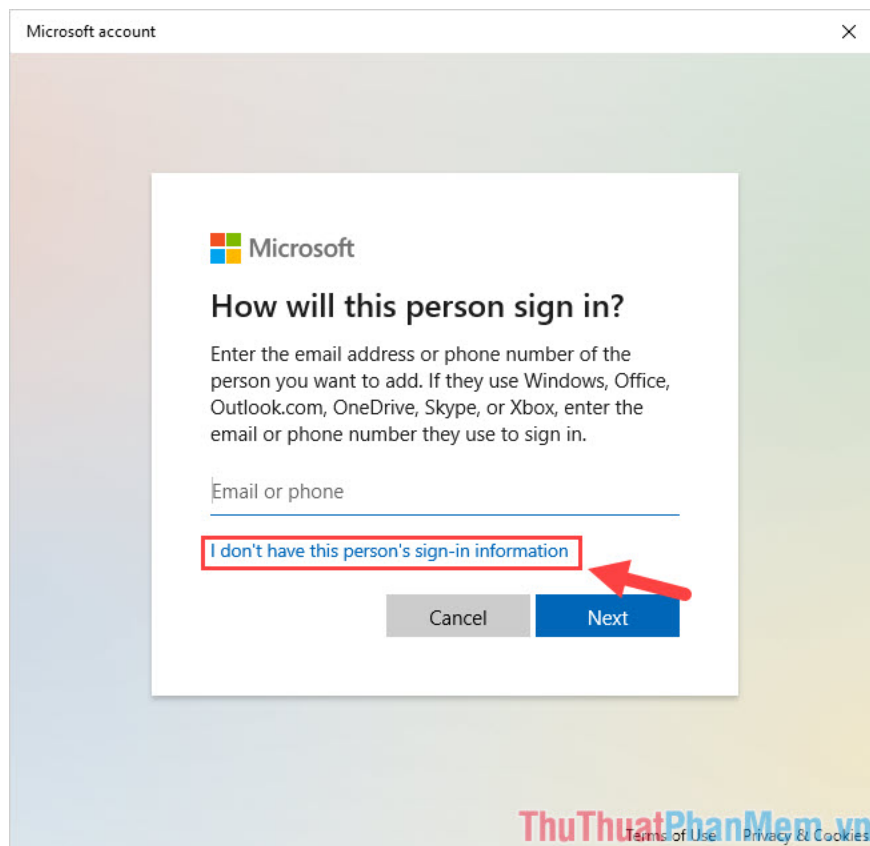 Microsoft account
Microsoft
How will this person sign in?
Enter the email address or phone number of the
person you want to add. If they use Windows, Office,
Outlook.com, OneDrive, Skype, or Xbox, enter the
email or phone number they use to sign in.
Email or phone
I don't have this person's sign-in information
Cancel Next
ThuThuatPhanMem.vn
Terms of Use Privacy & Cookies